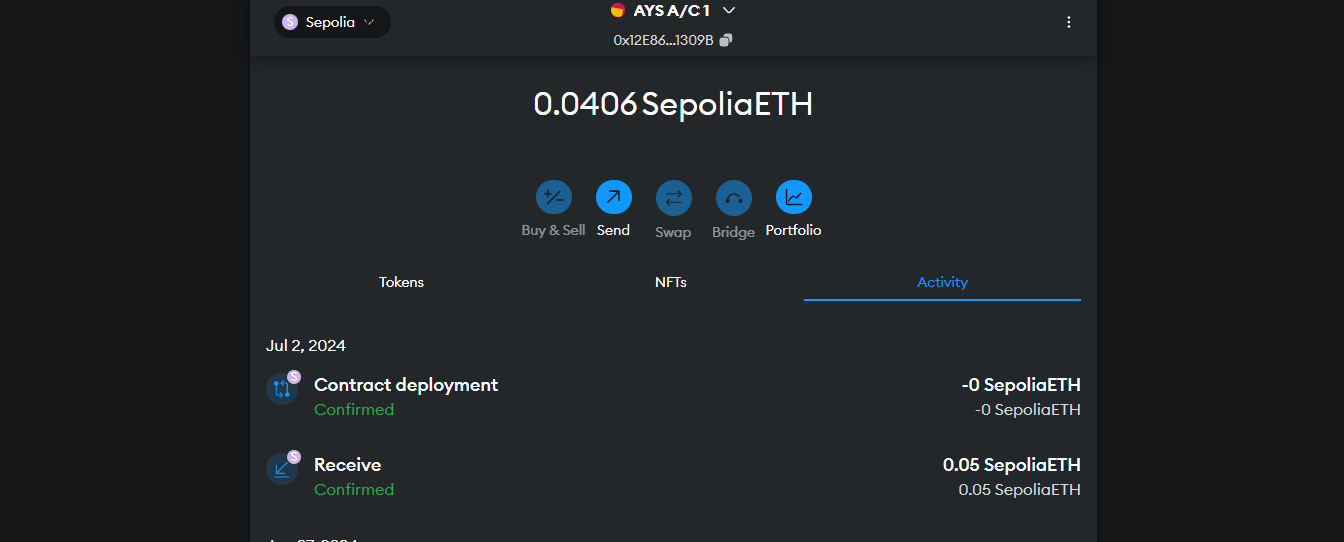 S Sepolia
AYS A/C 1
0x12E86...1309B
0.0406 SepoliaETH
Buy & Sell Send Swap Bridge Portfolio
Tokens NFTs Activity
Jul 2, 2024
S
Contract deployment -0 SepoliaETH
Confirmed -0 SepoliaETH
S
Receive 0.05 SepoliaETH
Confirmed 0.05 SepoliaETH